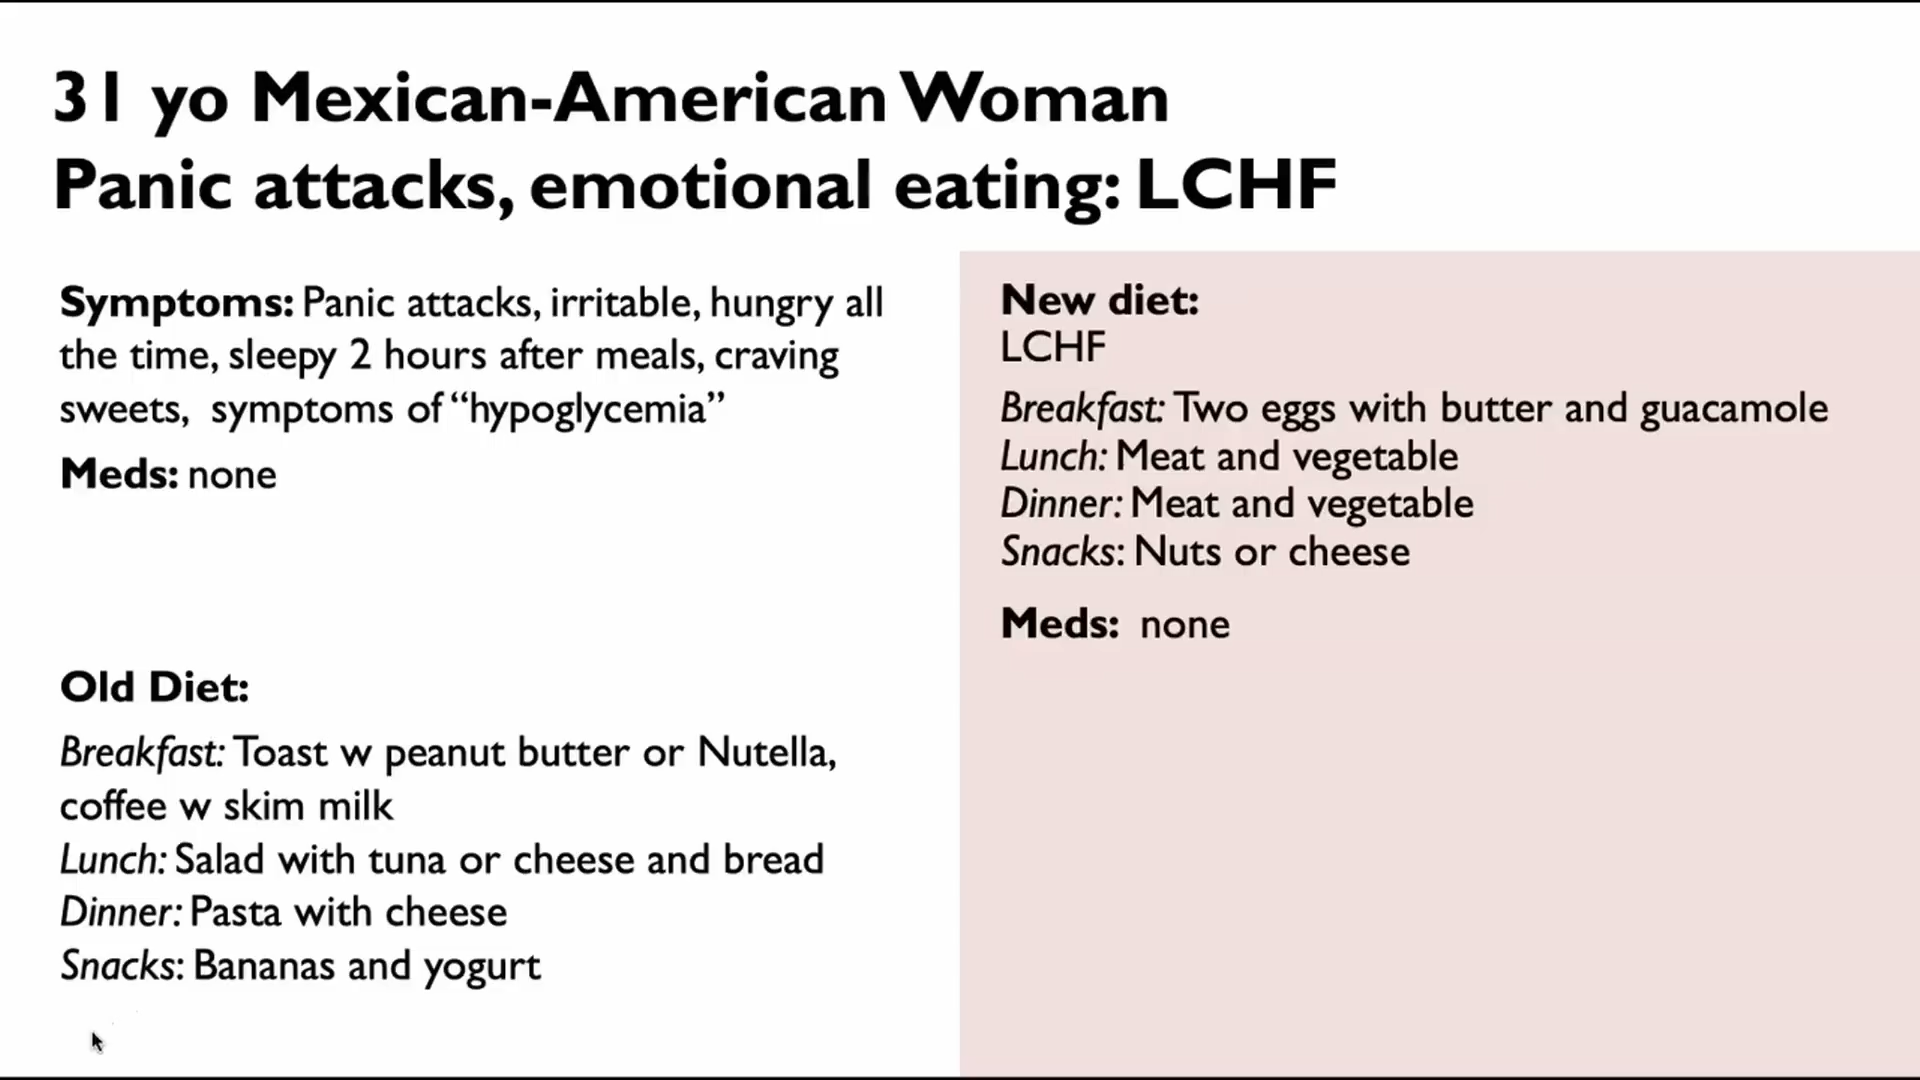 31 yo Mexican-American Woman
Panic attacks, emotional eating: LCHF
Symptoms: Panic attacks, irritable, hungry all
the time, sleepy 2 hours after meals, craving
sweets,  symptoms of “hypoglycemia”
Meds: none
Old Diet:
Breakfast: Toast w peanut butter or Nutella,
coffee w skim milk
Lunch: Salad with tuna or cheese and bread
Dinner: Pasta with cheese
Snacks: Bananas and yogurt
New diet:
LCHF
Breakfast: Two eggs with butter and guacamole
Lunch: Meat and vegetable
Dinner: Meat and vegetable
Snacks: Nuts or cheese
Meds:  none